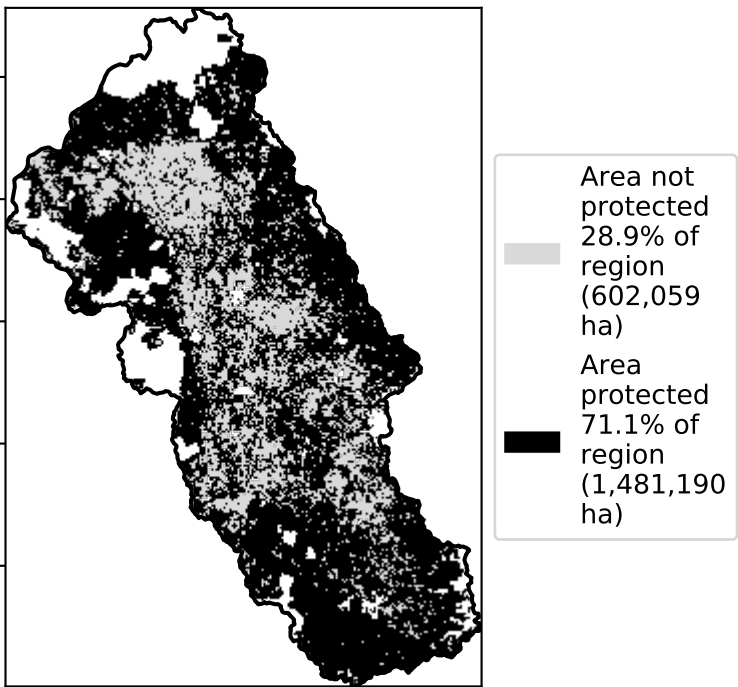 Area not
protected
28.9% of
region
(602,059
ha)
Area
protected
71.1% of
region
(1,481,190
ha)